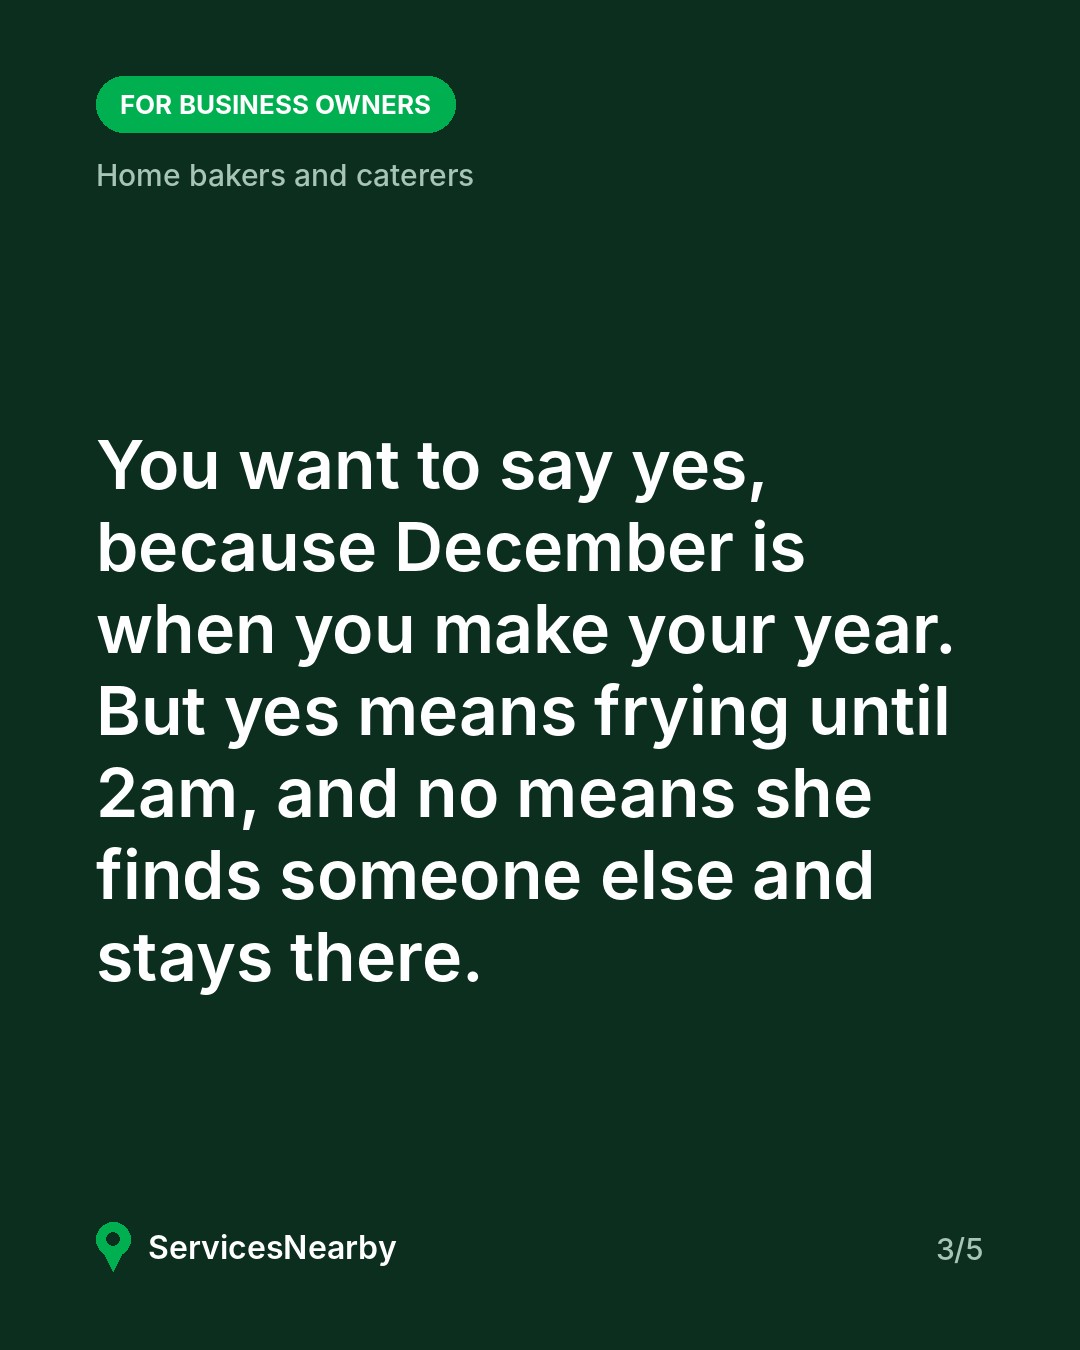 FOR BUSINESS OWNERS
Home bakers and caterers
You want to say yes,
because December is
when you make your year.
But yes means frying until
2am, and no means she
finds someone else and
stays there.
ServicesNearby
3/5